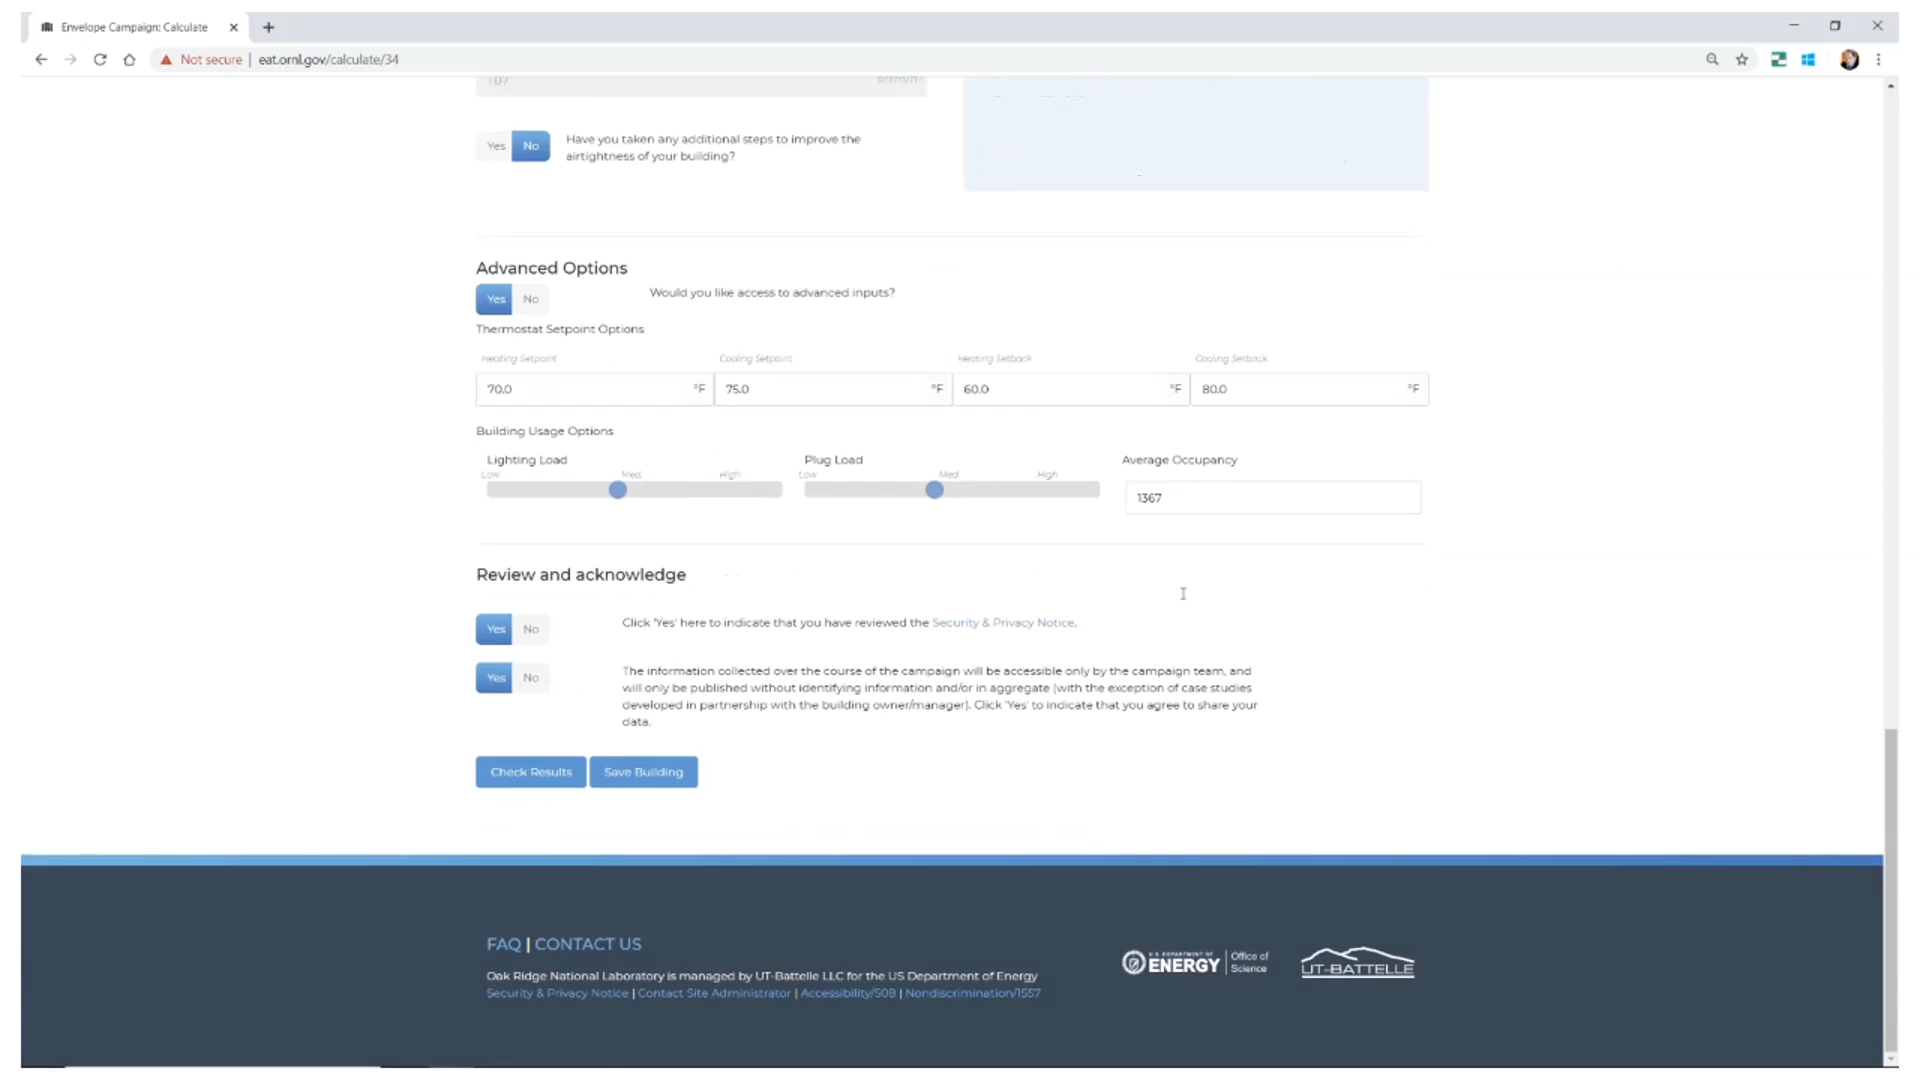 Envelope Campaign: Calculate
Not secure | eat.ornl.gov/calculate/34
1.07
Yes No Have you taken any additional steps to improve the
airtightness of your building?
Advanced Options
Yes No Would you like access to advanced inputs?
Thermostat Setpoint Options
Heating Setpoint Cooling Setpoint Heating Setback Cooling Setback
70.0 °F 75.0 °F 60.0 °F 80.0 °F
Building Usage Options
Lighting Load Plug Load Average Occupancy
Low Med High Low Med High
1367
Review and acknowledge
Yes No Click 'Yes' here to indicate that you have reviewed the Security & Privacy Notice.
Yes No The information collected over the course of the campaign will be accessible only by the campaign team, and
will only be published without identifying information and/or in aggregate (with the exception of case studies
developed in partnership with the building owner/manager). Click 'Yes' to indicate that you agree to share your
data.
Check Results Save Building
FAQ | CONTACT US
Oak Ridge National Laboratory is managed by UT-Battelle LLC for the US Department of Energy
Security & Privacy Notice | Contact Site Administrator | Accessibility/508 | Nondiscrimination/1557
U.S. DEPARTMENT OF
ENERGY Office of
Science
UT-BATTELLE